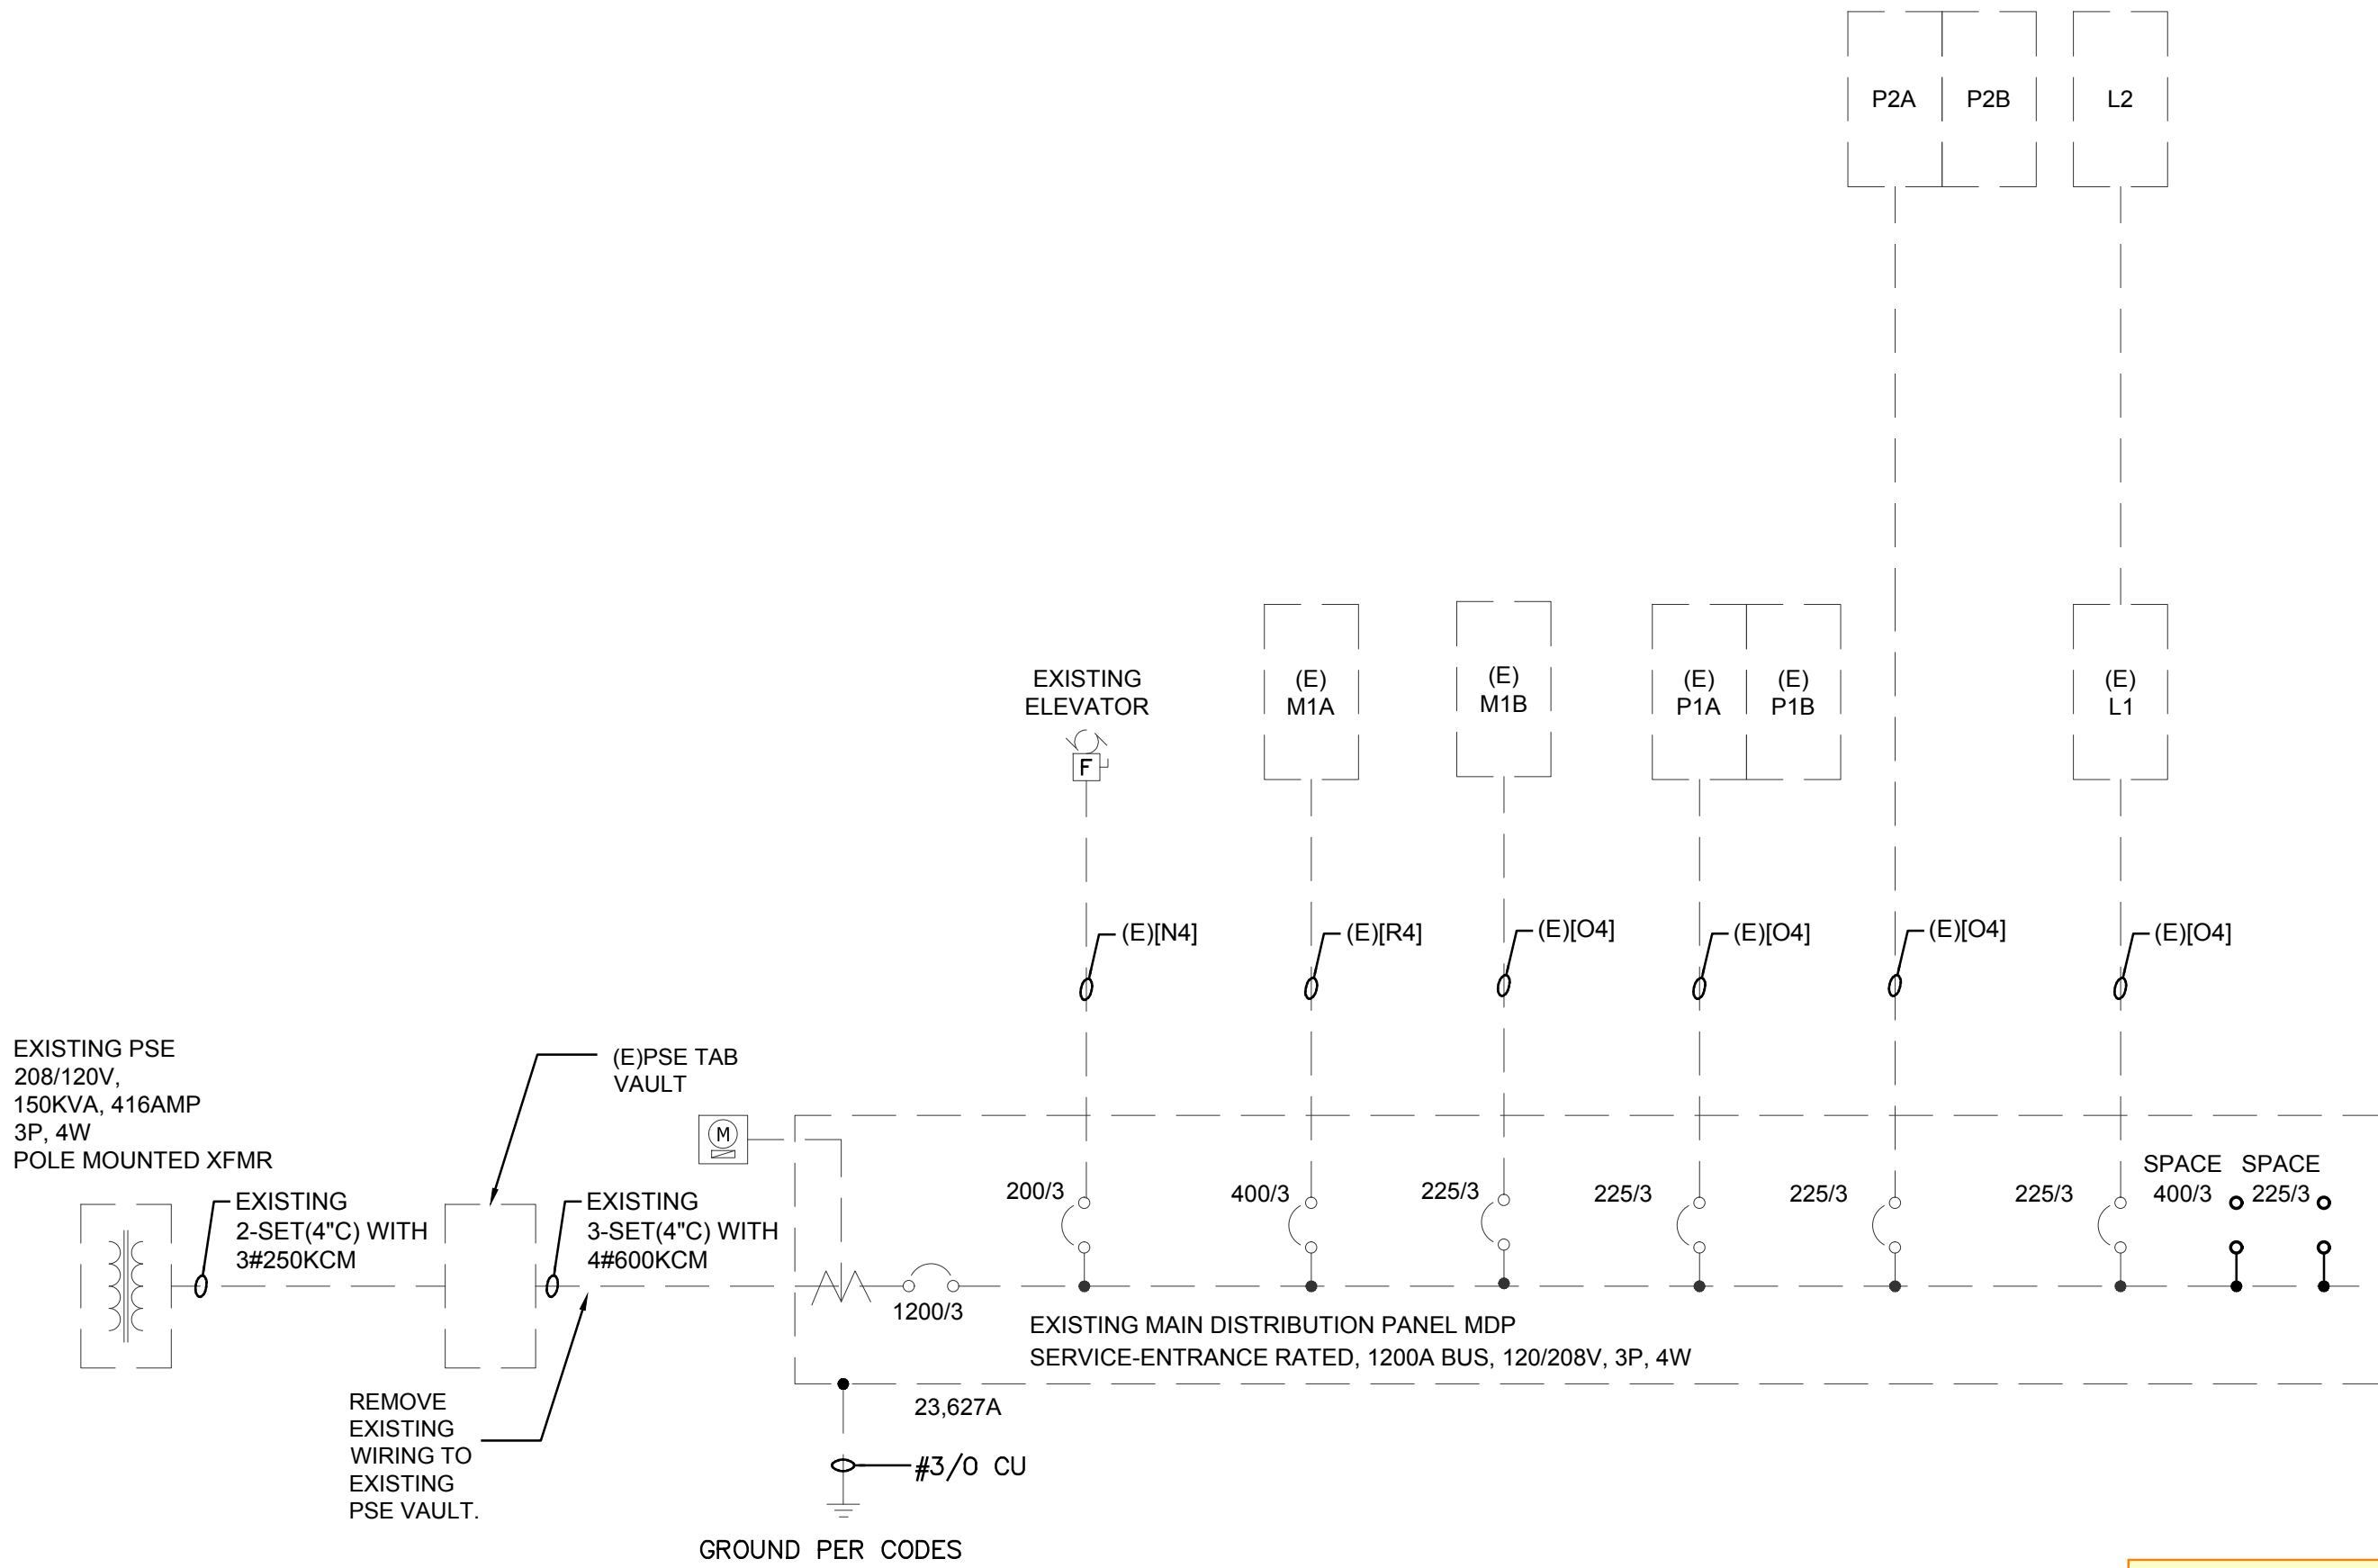 P2A
P2B
L2
EXISTING
ELEVATOR
F
(E)
M1A
(E)
M1B
(E)
P1A
(E)
P1B
(E)
L1
(E)[N4]
(E)[R4]
(E)[O4]
(E)[O4]
(E)[O4]
(E)[O4]
EXISTING PSE
208/120V,
150KVA, 416AMP
3P, 4W
POLE MOUNTED XFMR
(E)PSE TAB
VAULT
M
EXISTING
2-SET(4"C) WITH
3#250KCM
EXISTING
3-SET(4"C) WITH
4#600KCM
200/3
400/3
225/3
225/3
225/3
225/3
SPACE
400/3
SPACE
225/3
1200/3
EXISTING MAIN DISTRIBUTION PANEL MDP
SERVICE-ENTRANCE RATED, 1200A BUS, 120/208V, 3P, 4W
REMOVE
EXISTING
WIRING TO
EXISTING
PSE VAULT.
23,627A
#3/0 CU
GROUND PER CODES